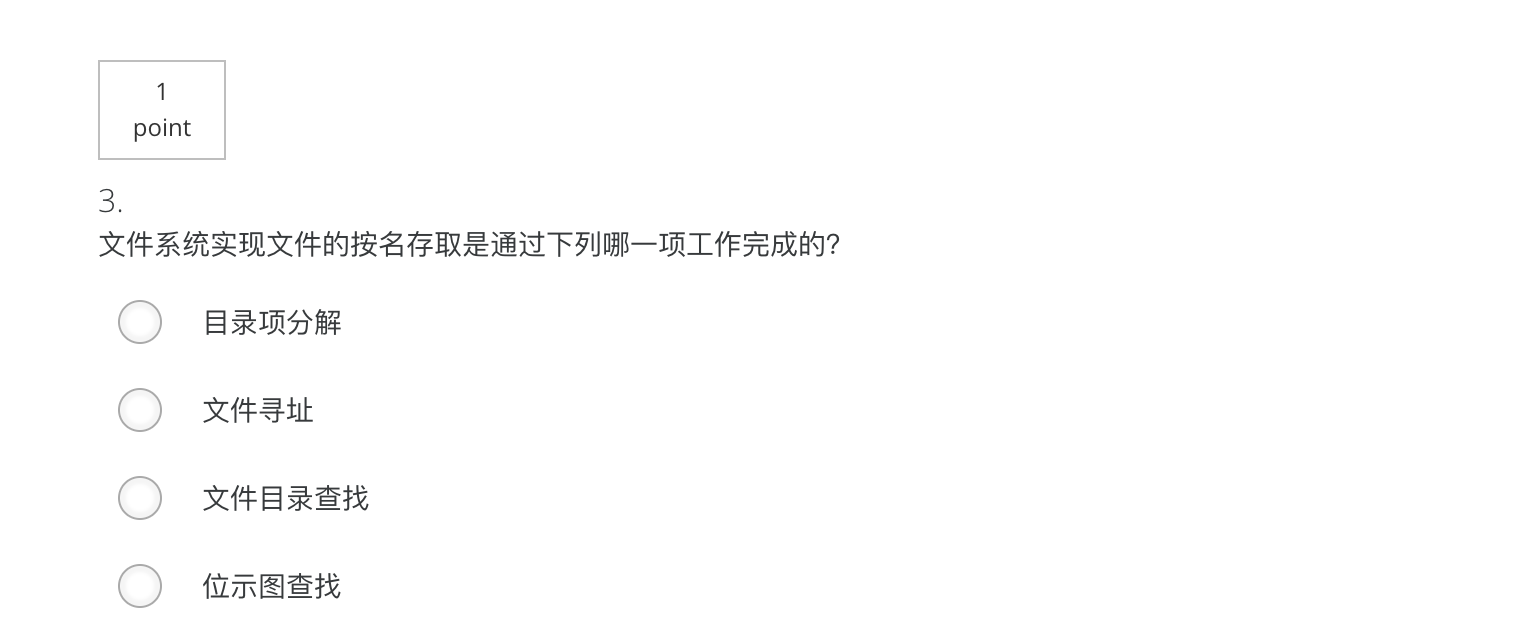 1
point
3.
文件系统实现文件的按名存取是通过下列哪一项工作完成的?
目录项分解
文件寻址
文件目录查找
位示图查找